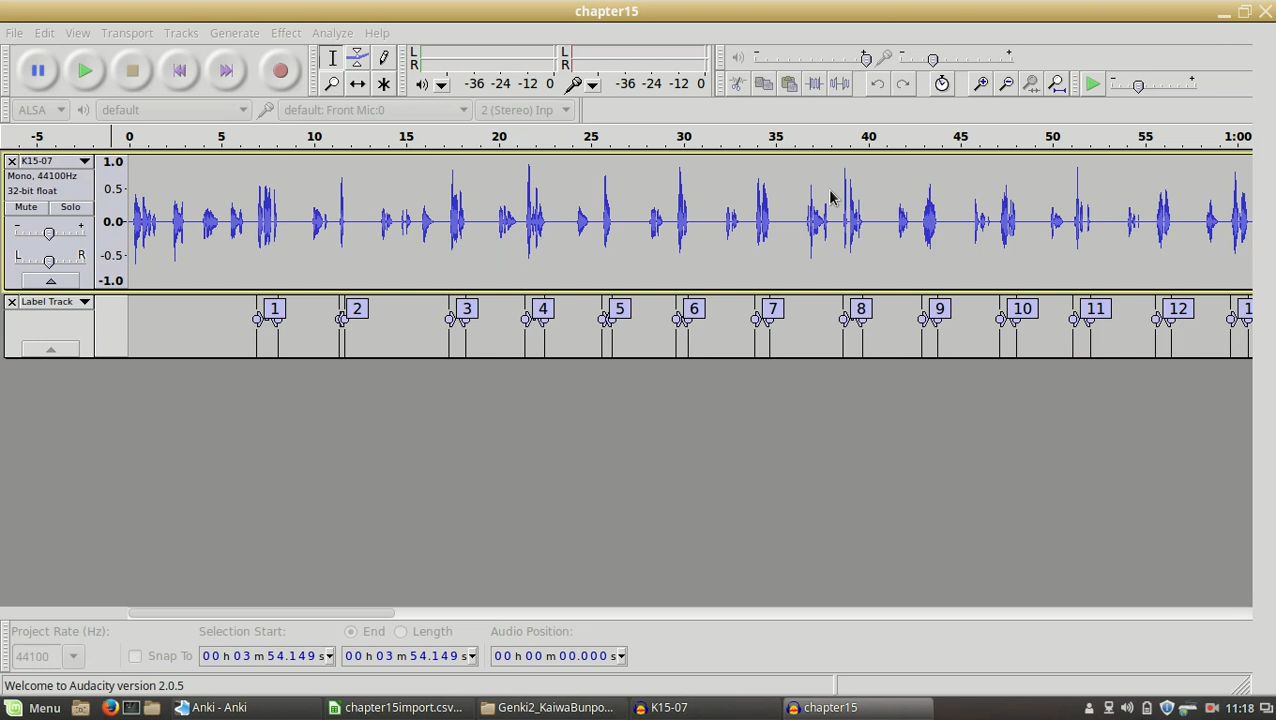 chapter15
File Edit View Transport Tracks Generate Effect Analyze Help
L
R
-36 -24 -12 0
L
R
-36 -24 -12 0
ALSA default default: Front Mic:0 2 (Stereo) Inp
-5 0 5 10 15 20 25 30 35 40 45 50 55 1:00
K15-07
Mono, 44100Hz
32-bit float
Mute Solo
- +
L R
1.0
0.5
0.0
-0.5
-1.0
Label Track
1 2 3 4 5 6 7 8 9 10 11 12 1
Project Rate (Hz): Selection Start: End Length Audio Position:
44100 Snap To 00 h 03 m 54.149 s 00 h 03 m 54.149 s 00 h 00 m 00.000 s
Welcome to Audacity version 2.0.5
Menu Anki - Anki chapter15import.csv... Genki2_KaiwaBunpo... K15-07 chapter15 11:18